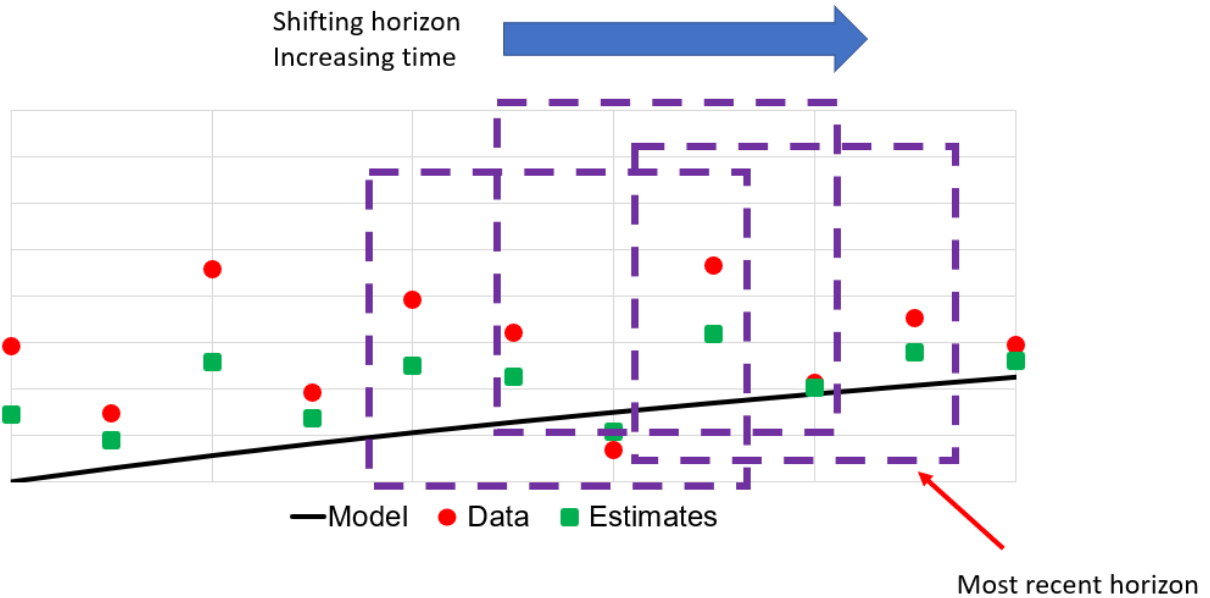 Shifting horizon
Increasing time
Model Data Estimates
Most recent horizon